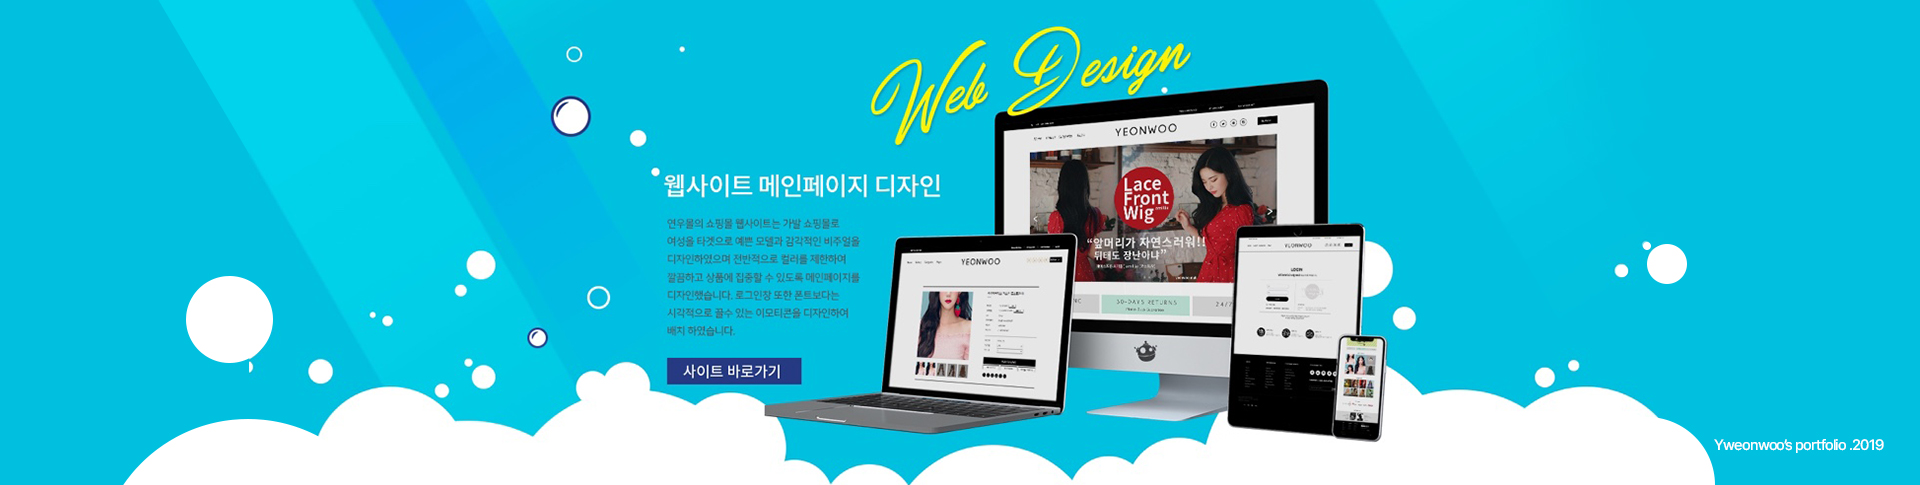 Web Design
웹사이트 메인페이지 디자인
연우몰의 쇼핑몰 웹사이트는 가발 쇼핑몰로
여성을 타겟으로 예쁜 모델과 감각적인 비주얼을
디자인하였으며 전반적으로 컬러를 제한하여
깔끔하고 상품에 집중할 수 있도록 메인페이지를
디자인했습니다. 로그인창 또한 폰트보다는
시각적으로 끌수 있는 이모티콘을 디자인하여
배치 하였습니다.
사이트 바로가기
YEONWOO
Lace
Front
Wig
“앞머리가 자연스러워!!
뒤태도 장난아냐”
50-DAYS RETURNS
24/7
YEONWOO
YEONWOO
LOGIN
Yweonwoo's portfolio .2019